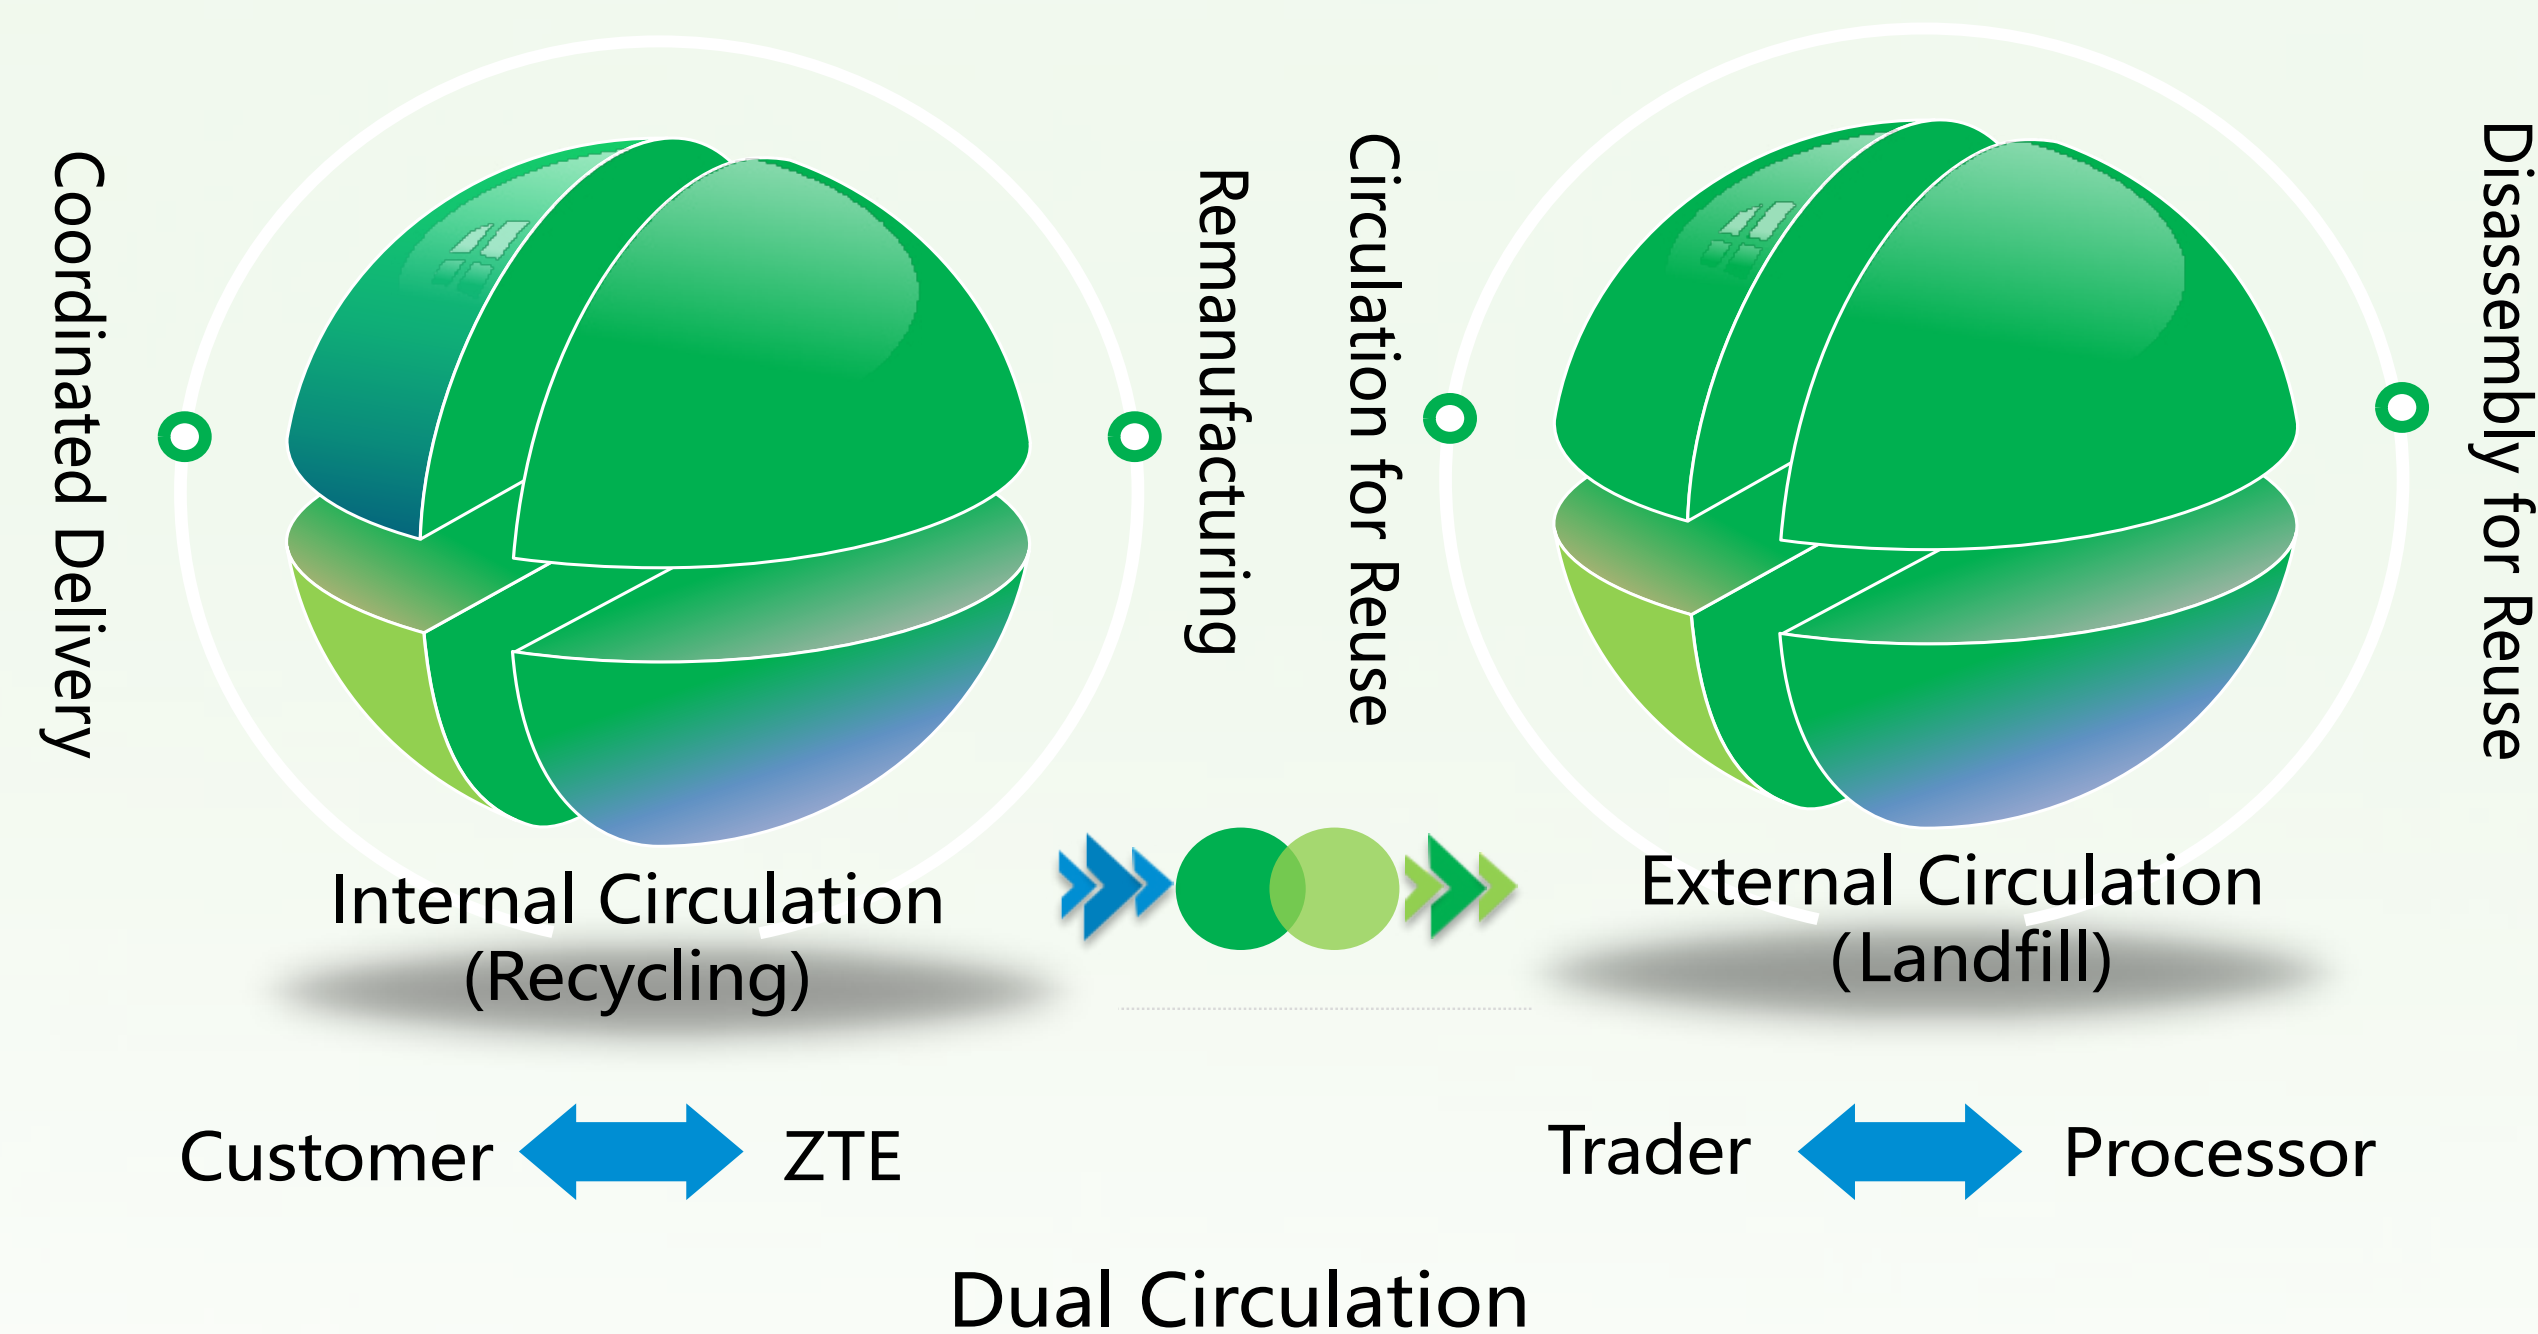 Coordinated Delivery
Remanufacturing
Circulation for Reuse
Disassembly for Reuse
Internal Circulation
(Recycling)
External Circulation
(Landfill)
Customer
ZTE
Trader
Processor
Dual Circulation